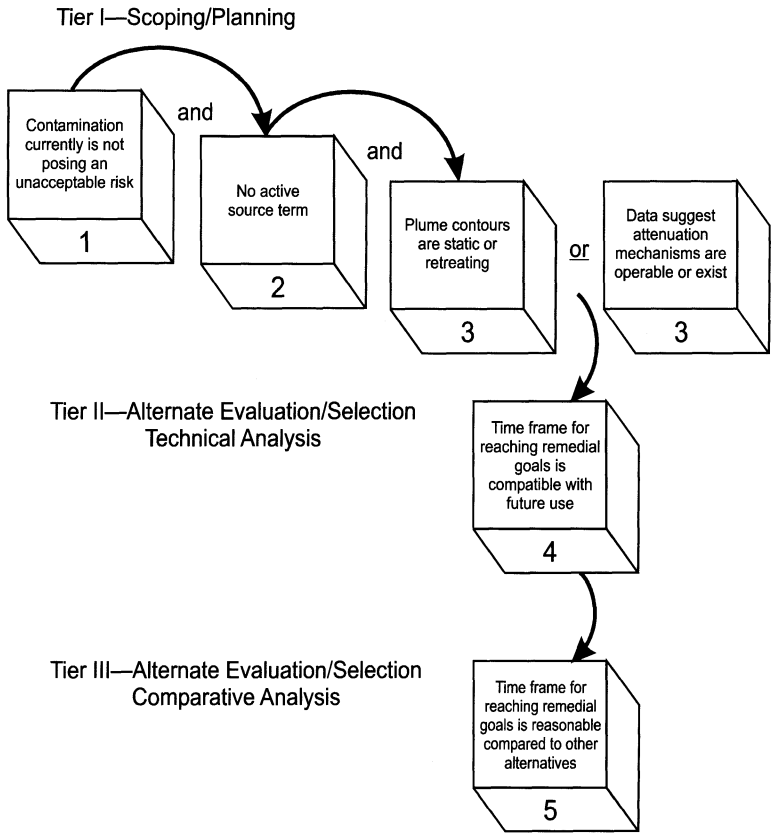 Tier I—Scoping/Planning
Contamination
currently is not
posing an
unacceptable risk
1
and
No active
source term
2
and
Plume contours
are static or
retreating
3
or
Data suggest
attenuation
mechanisms are
operable or exist
3
Tier II—Alternate Evaluation/Selection
Technical Analysis
Time frame for
reaching remedial
goals is
compatible with
future use
4
Tier III—Alternate Evaluation/Selection
Comparative Analysis
Time frame for
reaching remedial
goals is reasonable
compared to other
alternatives
5